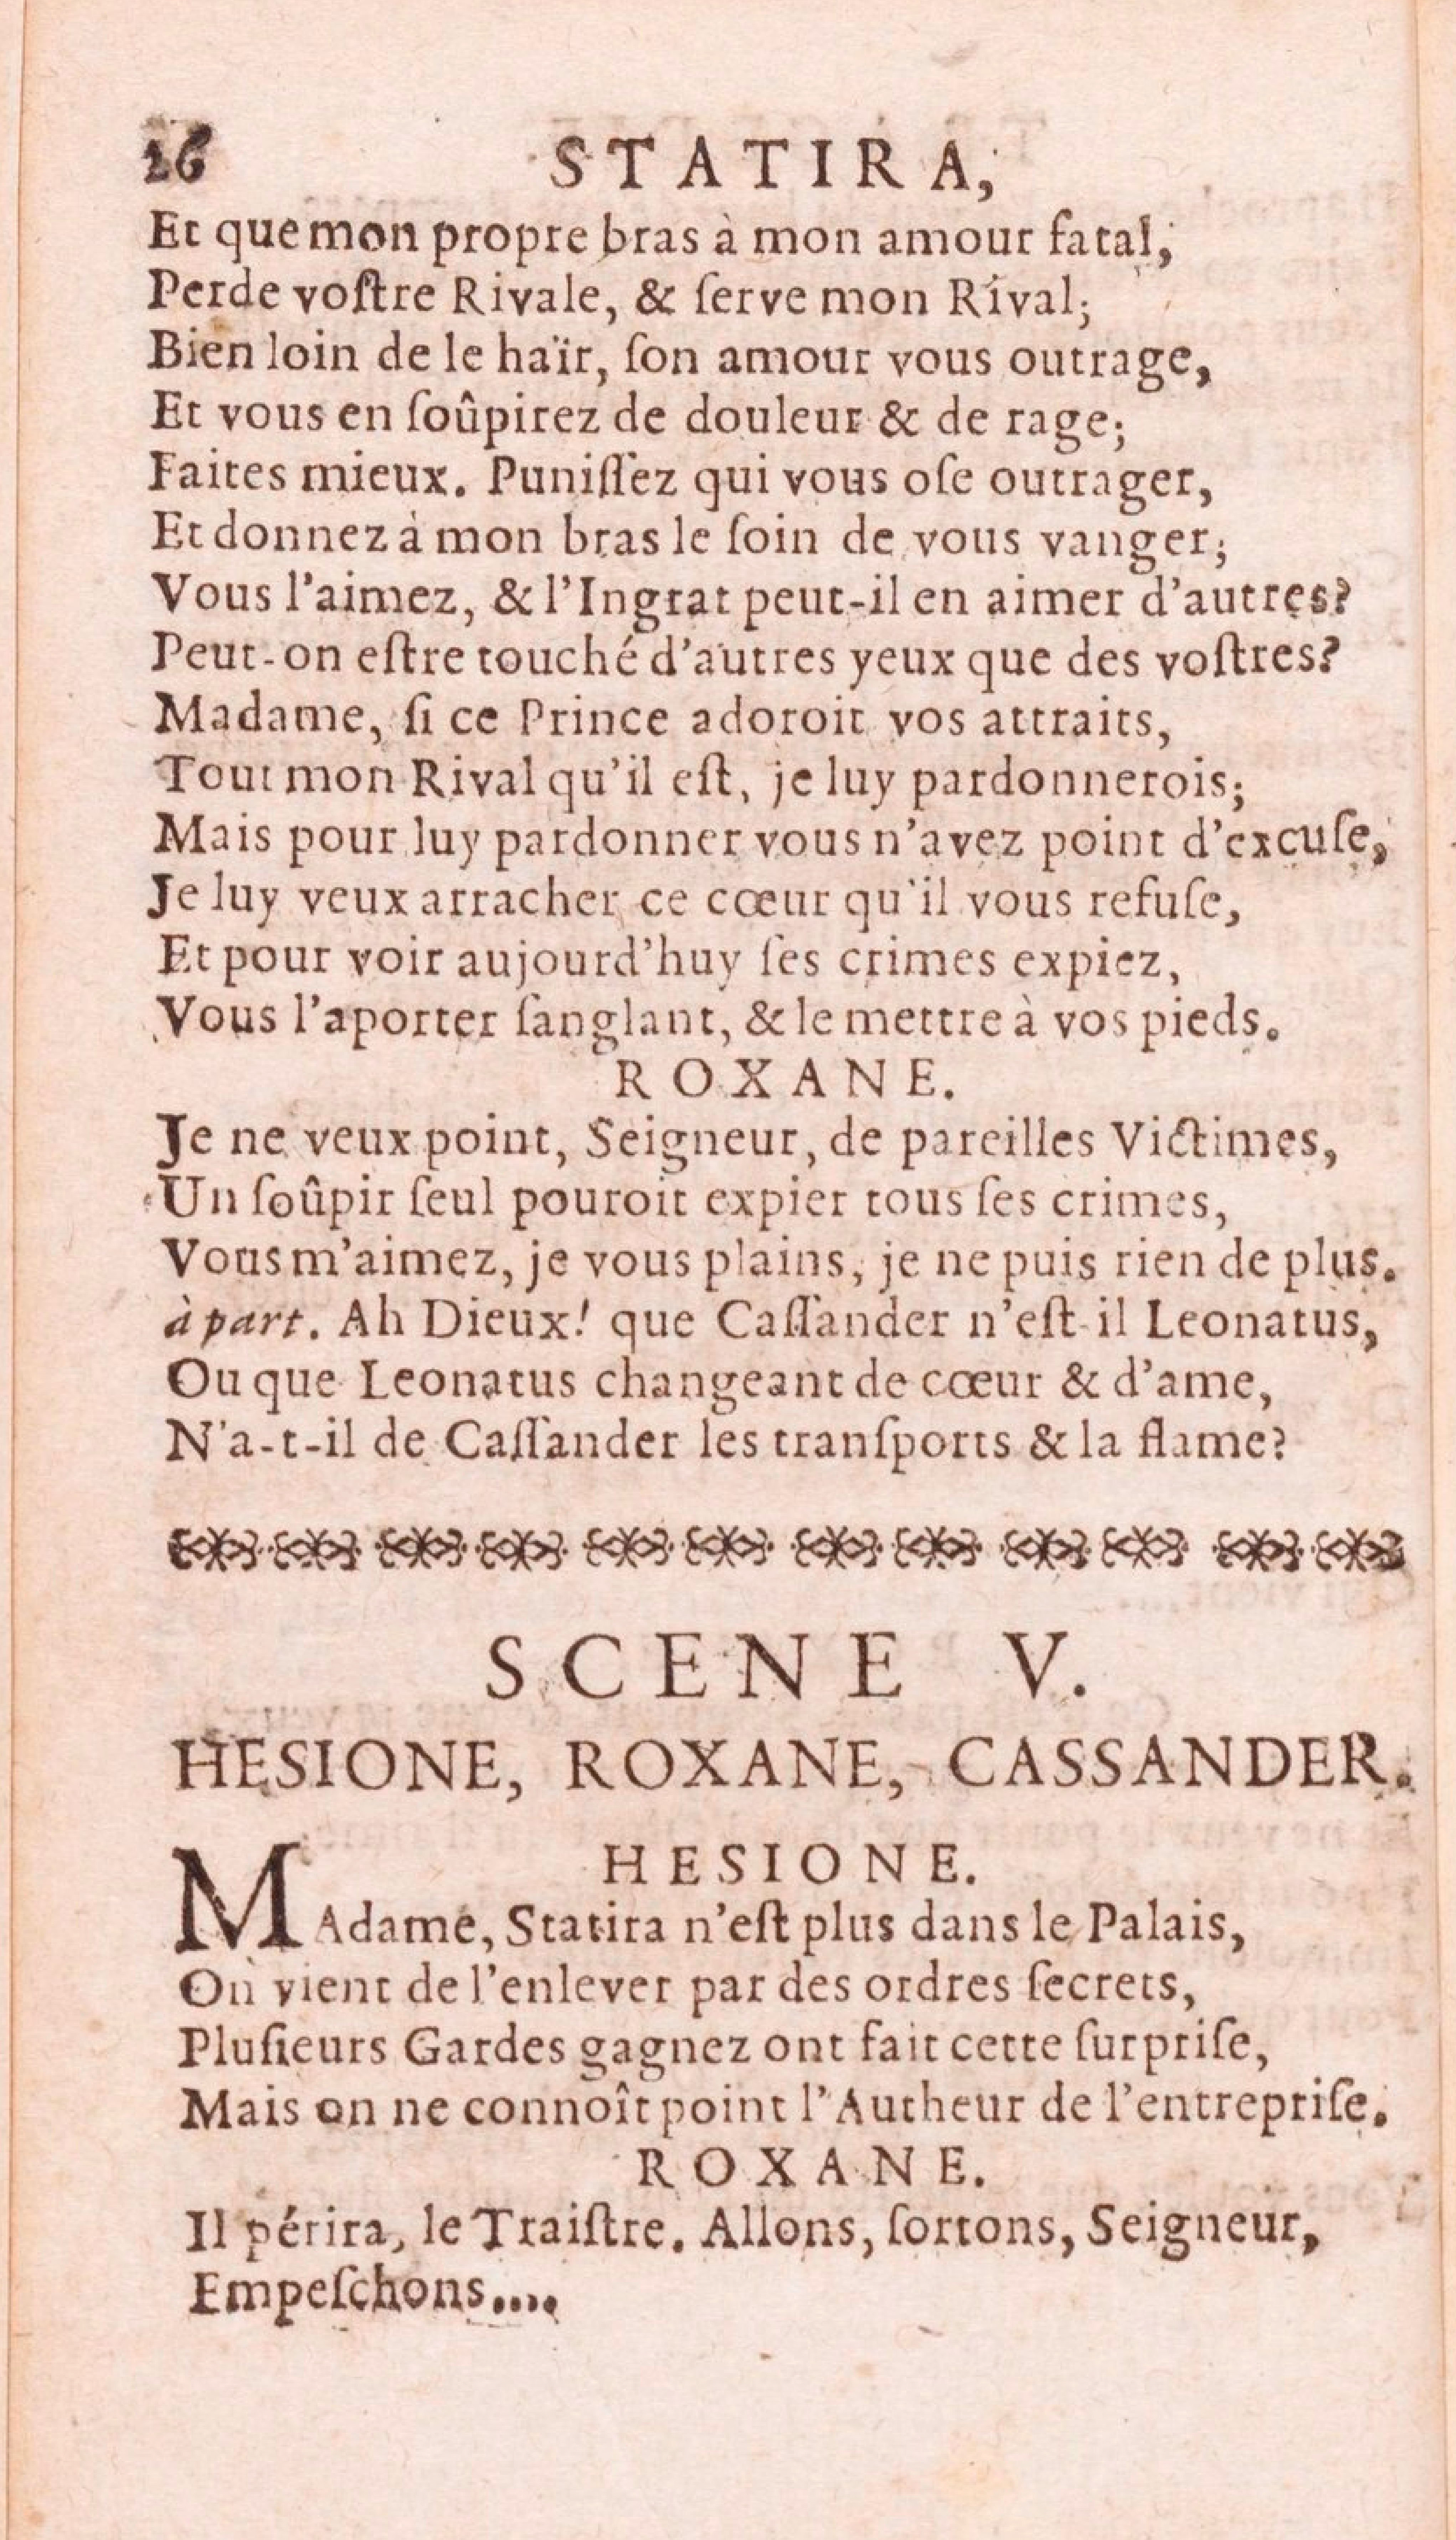 26 STATIRA,
Et que mon propre bras à mon amour fatal,
Perde voſtre Rivale, & ſerve mon Rival;
Bien loin de le haïr, ſon amour vous outrage,
Et vous en ſoûpirez de douleur & de rage;
Faites mieux. Puniſſez qui vous oſe outrager,
Et donnez à mon bras le ſoin de vous vanger;
Vous l'aimez, & l'Ingrat peut-il en aimer d'autres?
Peut-on eſtre touché d'autres yeux que des voſtres?
Madame, ſi ce Prince adoroit vos attraits,
Tout mon Rival qu'il eſt, je luy pardonnerois;
Mais pour luy pardonner vous n'avez point d'excuſe,
Je luy veux arracher ce cœur qu'il vous refuſe,
Et pour voir aujourd'huy ſes crimes expiez,
Vous l'aporter ſanglant, & le mettre à vos pieds.
ROXANE.
Je ne veux point, Seigneur, de pareilles Victimes,
Un ſoûpir ſeul pouroit expier tous ſes crimes,
Vous m'aimez, je vous plains, je ne puis rien de plus.
à part. Ah Dieux! que Caſſander n'eſt-il Leonatus,
Ou que Leonatus changeant de cœur & d'ame,
N'a-t-il de Caſſander les tranſports & la flame?
SCENE V.
HESIONE, ROXANE, CASSANDER.
HESIONE.
MAdame, Statira n'eſt plus dans le Palais,
On vient de l'enlever par des ordres ſecrets,
Pluſieurs Gardes gagnez ont fait cette ſurpriſe,
Mais on ne connoît point l'Autheur de l'entrepriſe.
ROXANE.
Il périra, le Traiſtre. Allons, ſortons, Seigneur,
Empeſchons....